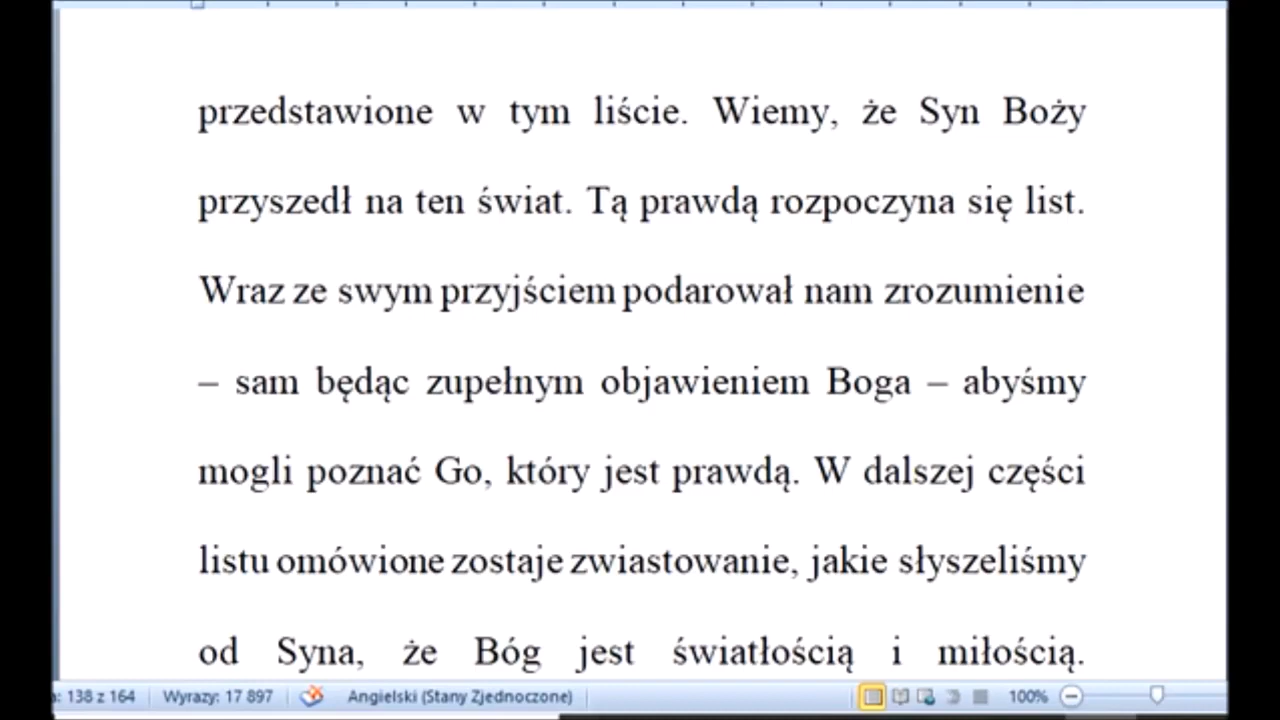 przedstawione w tym liście. Wiemy, że Syn Boży
przyszedł na ten świat. Tą prawdą rozpoczyna się list.
Wraz ze swym przyjściem podarował nam zrozumienie
– sam będąc zupełnym objawieniem Boga – abyśmy
mogli poznać Go, który jest prawdą. W dalszej części
listu omówione zostaje zwiastowanie, jakie słyszeliśmy
od Syna, że Bóg jest światłością i miłością.
: 138 z 164 Wyrazy: 17 897 Angielski (Stany Zjednoczone) 100%